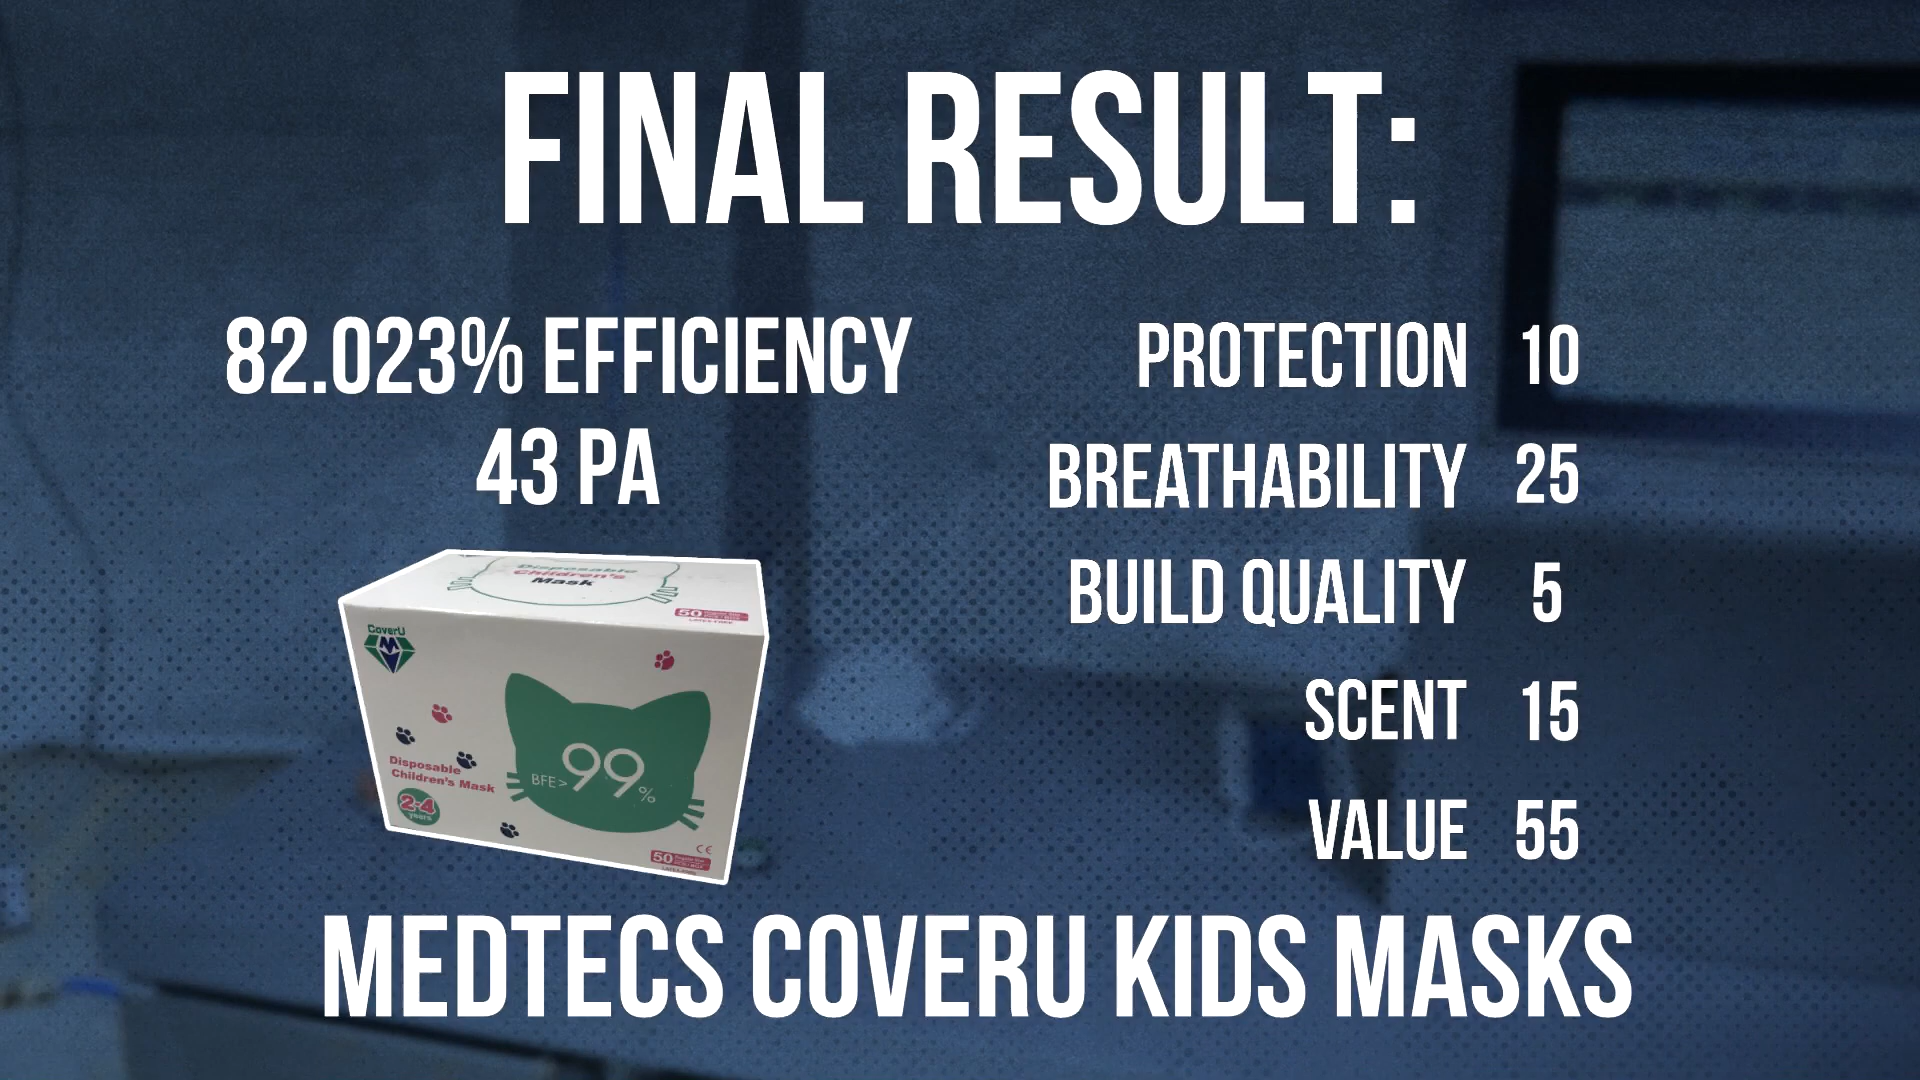 FINAL RESULT:
82.023% EFFICIENCY
43 PA
PROTECTION 10
BREATHABILITY 25
BUILD QUALITY 5
SCENT 15
VALUE 55
Disposable
Children's
Mask
50
CoverU
BFE>99%
Disposable
Children's Mask
2-4
years
CE
50
MEDTECS COVERU KIDS MASKS